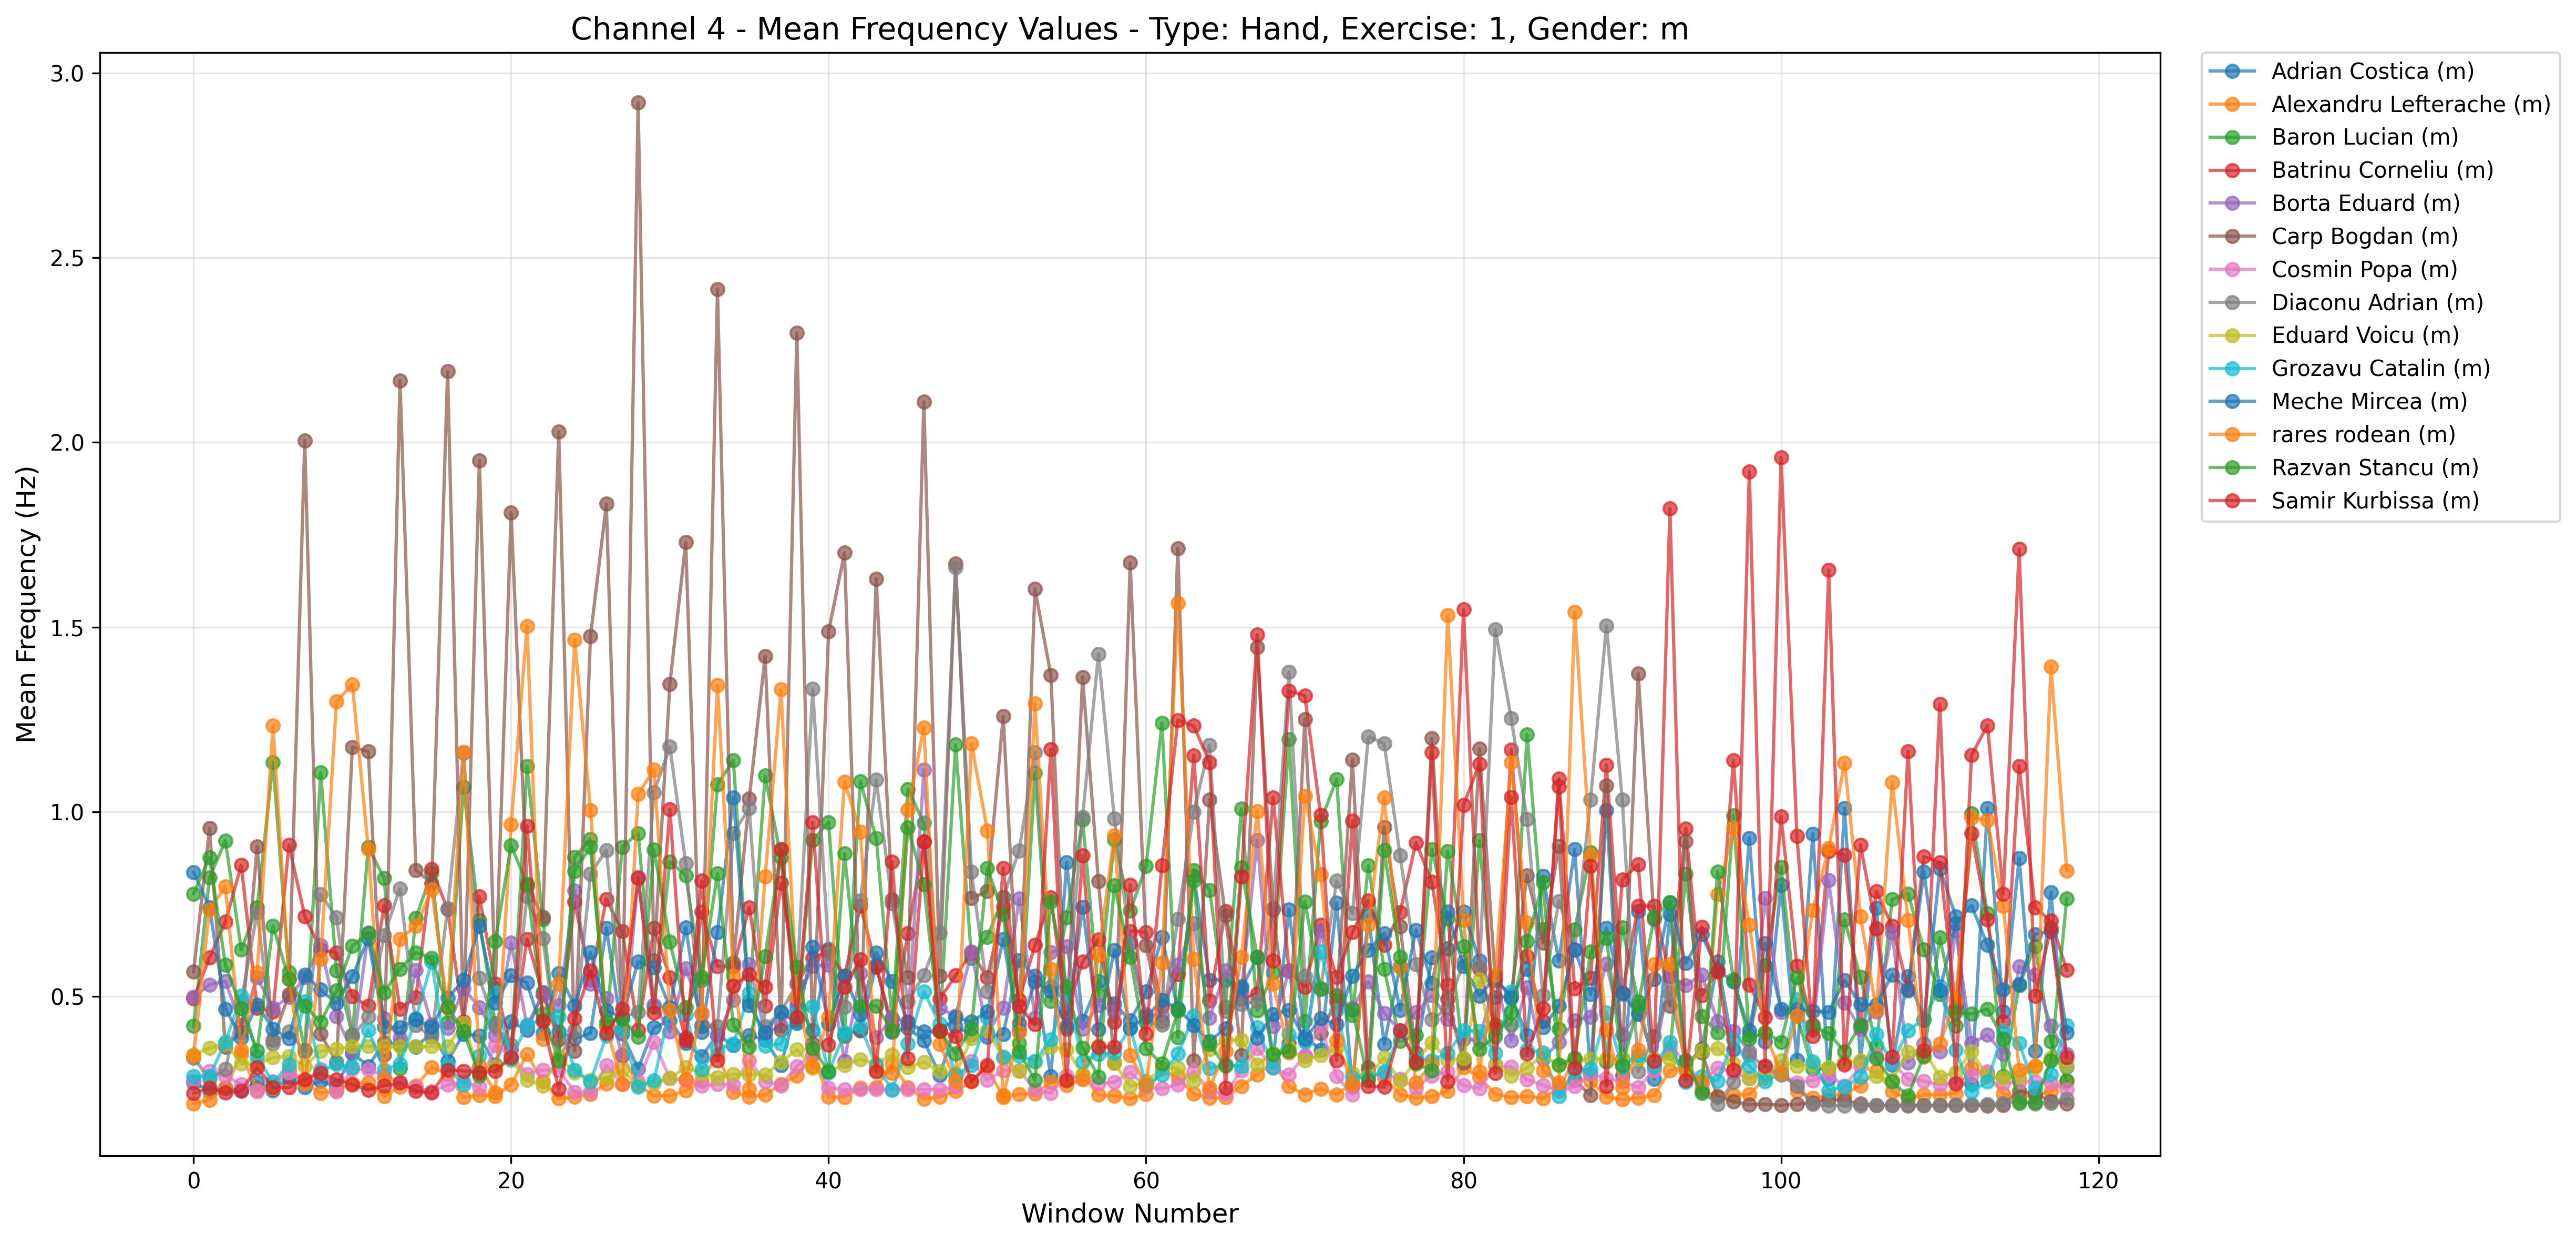 Channel 4 - Mean Frequency Values - Type: Hand, Exercise: 1, Gender: m
Mean Frequency (Hz)
3.0
2.5
2.0
1.5
1.0
0.5
0 20 40 60 80 100 120
Window Number
Adrian Costica (m)
Alexandru Lefterache (m)
Baron Lucian (m)
Batrinu Corneliu (m)
Borta Eduard (m)
Carp Bogdan (m)
Cosmin Popa (m)
Diaconu Adrian (m)
Eduard Voicu (m)
Grozavu Catalin (m)
Meche Mircea (m)
rares rodean (m)
Razvan Stancu (m)
Samir Kurbissa (m)